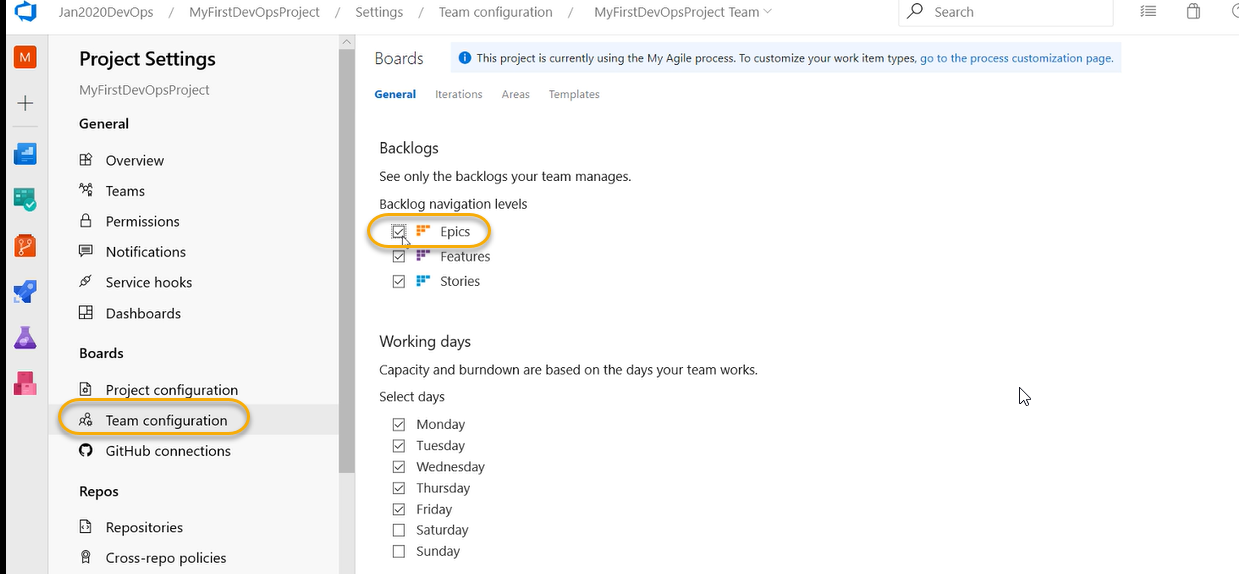 Jan2020DevOps / MyFirstDevOpsProject / Settings / Team configuration / MyFirstDevOpsProject Team
Search
M
Project Settings
MyFirstDevOpsProject
General
Overview
Teams
Permissions
Notifications
Service hooks
Dashboards
Boards
Project configuration
Team configuration
GitHub connections
Repos
Repositories
Cross-repo policies
Boards
This project is currently using the My Agile process. To customize your work item types, go to the process customization page.
General Iterations Areas Templates
Backlogs
See only the backlogs your team manages.
Backlog navigation levels
Epics
Features
Stories
Working days
Capacity and burndown are based on the days your team works.
Select days
Monday
Tuesday
Wednesday
Thursday
Friday
Saturday
Sunday